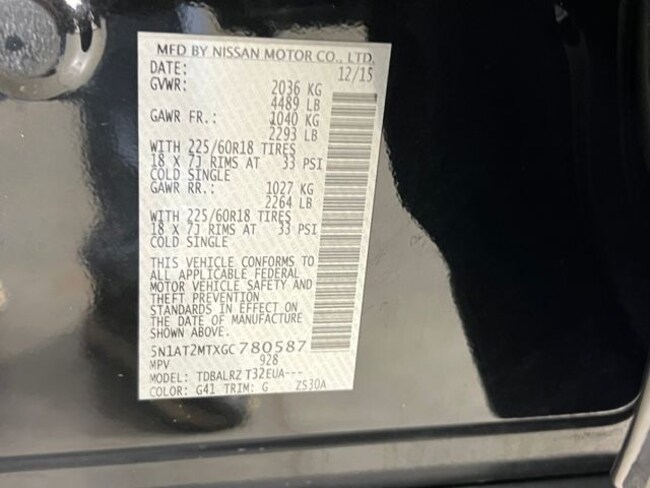 MFD BY NISSAN MOTOR CO., LTD.
DATE: 12/15
GVWR: 2036 KG
4489 LB
GAWR FR.: 1040 KG
2293 LB
WITH 225/60R18 TIRES
18 X 7J RIMS AT 33 PSI
COLD SINGLE
GAWR RR.: 1027 KG
2264 LB
WITH 225/60R18 TIRES
18 X 7J RIMS AT 33 PSI
COLD SINGLE
THIS VEHICLE CONFORMS TO
ALL APPLICABLE FEDERAL
MOTOR VEHICLE SAFETY AND
THEFT PREVENTION
STANDARDS IN EFFECT ON
THE DATE OF MANUFACTURE
SHOWN ABOVE.
5N1AT2MTXGC780587
MPV 928
MODEL: TDBALRZ T32EUA---
COLOR: G41 TRIM: G ZS30A